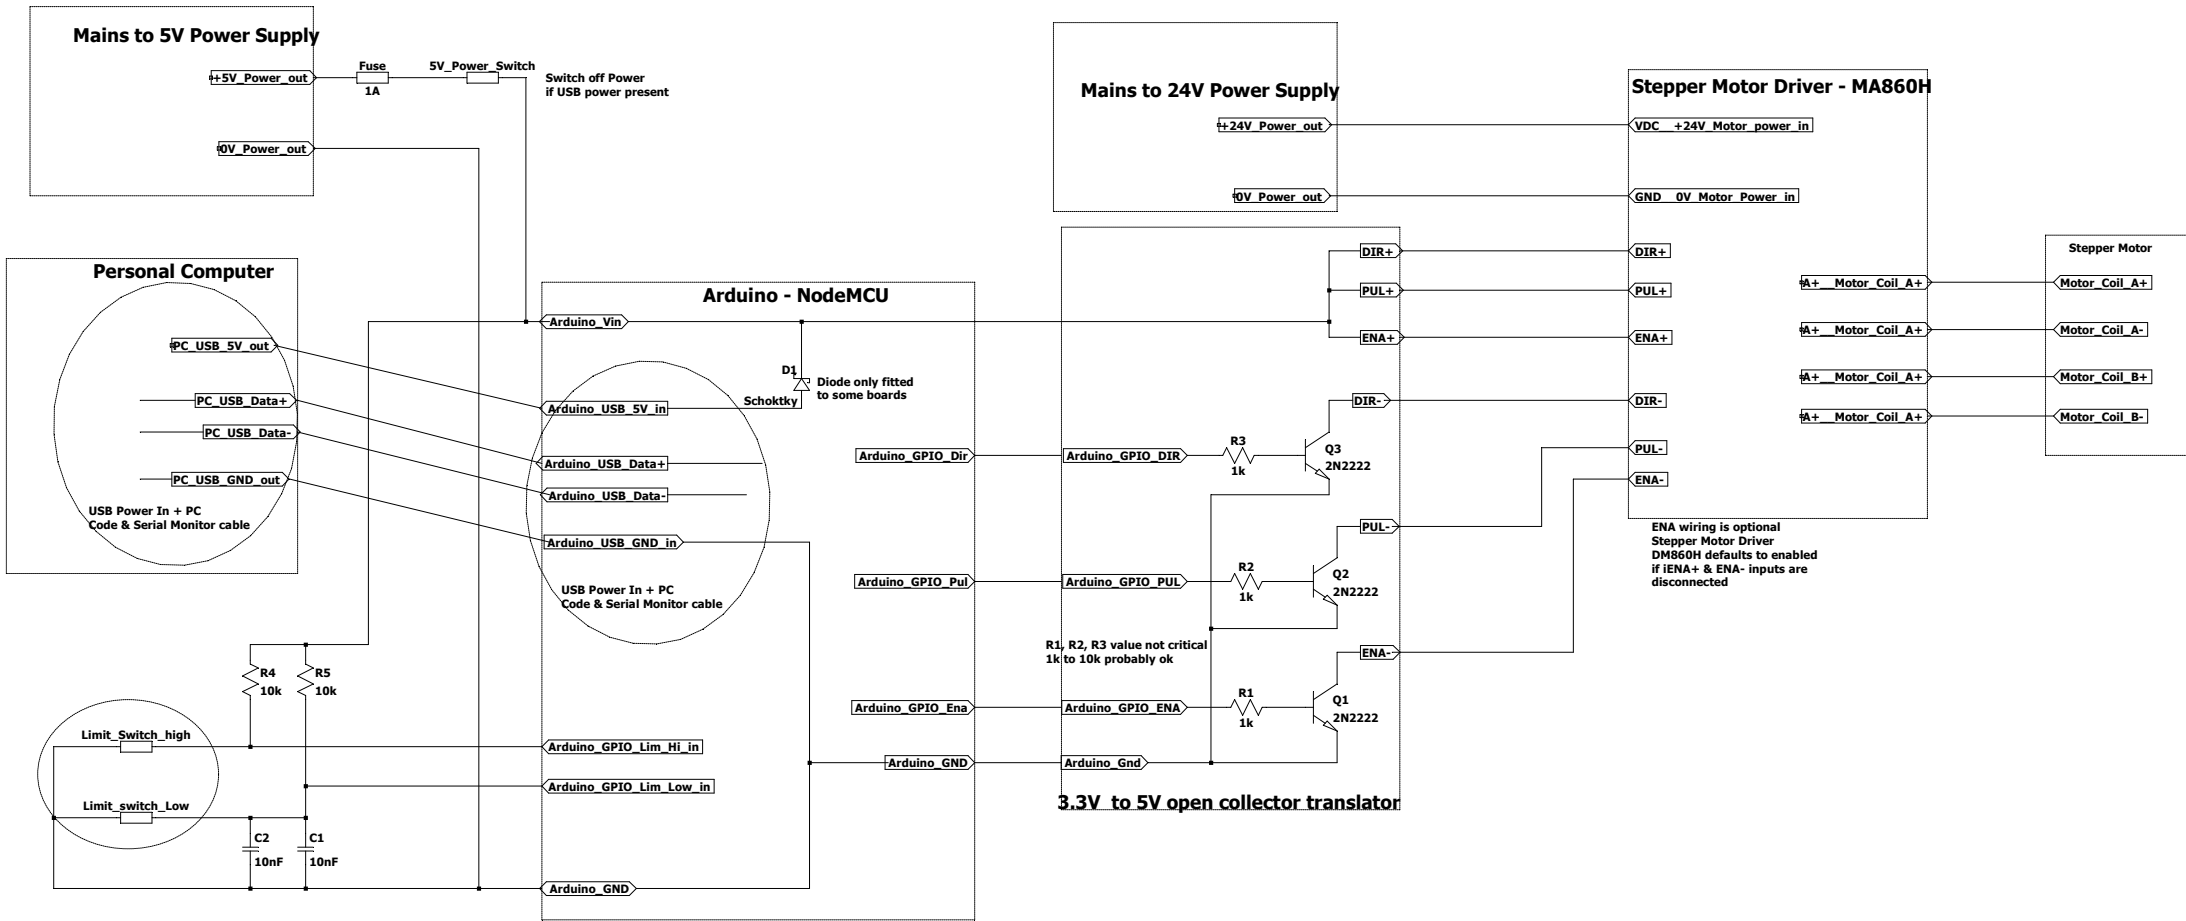 Mains to 5V Power Supply
+5V_Power_out
Fuse
1A
5V_Power_Switch
Switch off Power
if USB power present
0V_Power_out
Mains to 24V Power Supply
+24V_Power_out
0V_Power_out
Stepper Motor Driver - MA860H
VDC__+24V_Motor_power_in
GND__0V_Motor_Power_in
DIR+
PUL+
ENA+
DIR-
PUL-
ENA-
A+__Motor_Coil_A+
A+__Motor_Coil_A+
A+__Motor_Coil_A+
A+__Motor_Coil_A+
ENA wiring is optional
Stepper Motor Driver
DM860H defaults to enabled
if iENA+ & ENA- inputs are
disconnected
Stepper Motor
Motor_Coil_A+
Motor_Coil_A-
Motor_Coil_B+
Motor_Coil_B-
Personal Computer
PC_USB_5V_out
PC_USB_Data+
PC_USB_Data-
PC_USB_GND_out
USB Power In + PC
Code & Serial Monitor cable
Arduino - NodeMCU
Arduino_Vin
D1
Diode only fitted
to some boards
Schoktky
Arduino_USB_5V_in
Arduino_USB_Data+
Arduino_USB_Data-
Arduino_USB_GND_in
USB Power In + PC
Code & Serial Monitor cable
Arduino_GPIO_Dir
Arduino_GPIO_Pul
Arduino_GPIO_Ena
Arduino_GND
Arduino_GPIO_Lim_Hi_in
Arduino_GPIO_Lim_Low_in
Arduino_GND
DIR+
PUL+
ENA+
DIR-
Arduino_GPIO_DIR
R3
1k
Q3
2N2222
PUL-
Arduino_GPIO_PUL
R2
1k
Q2
2N2222
R1, R2, R3 value not critical
1k to 10k probably ok
ENA-
Arduino_GPIO_ENA
R1
1k
Q1
2N2222
Arduino_Gnd
3.3V to 5V open collector translator
R4
10k
R5
10k
Limit_Switch_high
Limit_switch_Low
C2
10nF
C1
10nF